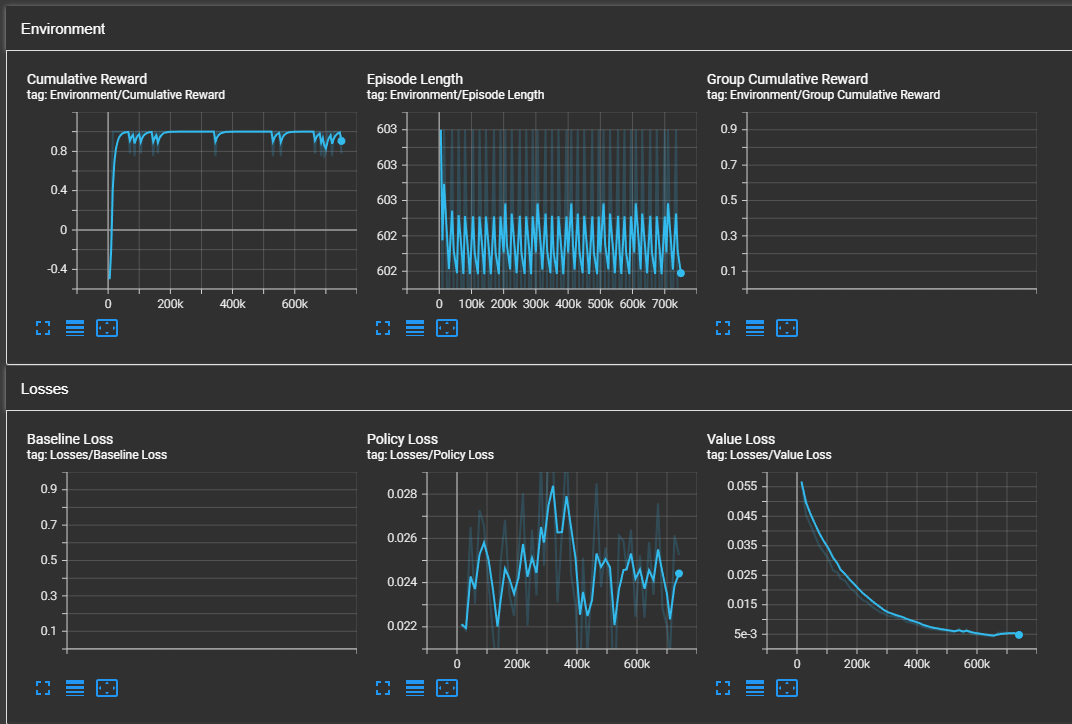 Environment
Cumulative Reward
tag: Environment/Cumulative Reward
0.8
0.4
0
-0.4
0
200k
400k
600k
Episode Length
tag: Environment/Episode Length
603
603
603
602
602
0
100k
200k
300k
400k
500k
600k
700k
Group Cumulative Reward
tag: Environment/Group Cumulative Reward
0.9
0.7
0.5
0.3
0.1
Losses
Baseline Loss
tag: Losses/Baseline Loss
0.9
0.7
0.5
0.3
0.1
Policy Loss
tag: Losses/Policy Loss
0.028
0.026
0.024
0.022
0
200k
400k
600k
Value Loss
tag: Losses/Value Loss
0.055
0.045
0.035
0.025
0.015
5e-3
0
200k
400k
600k